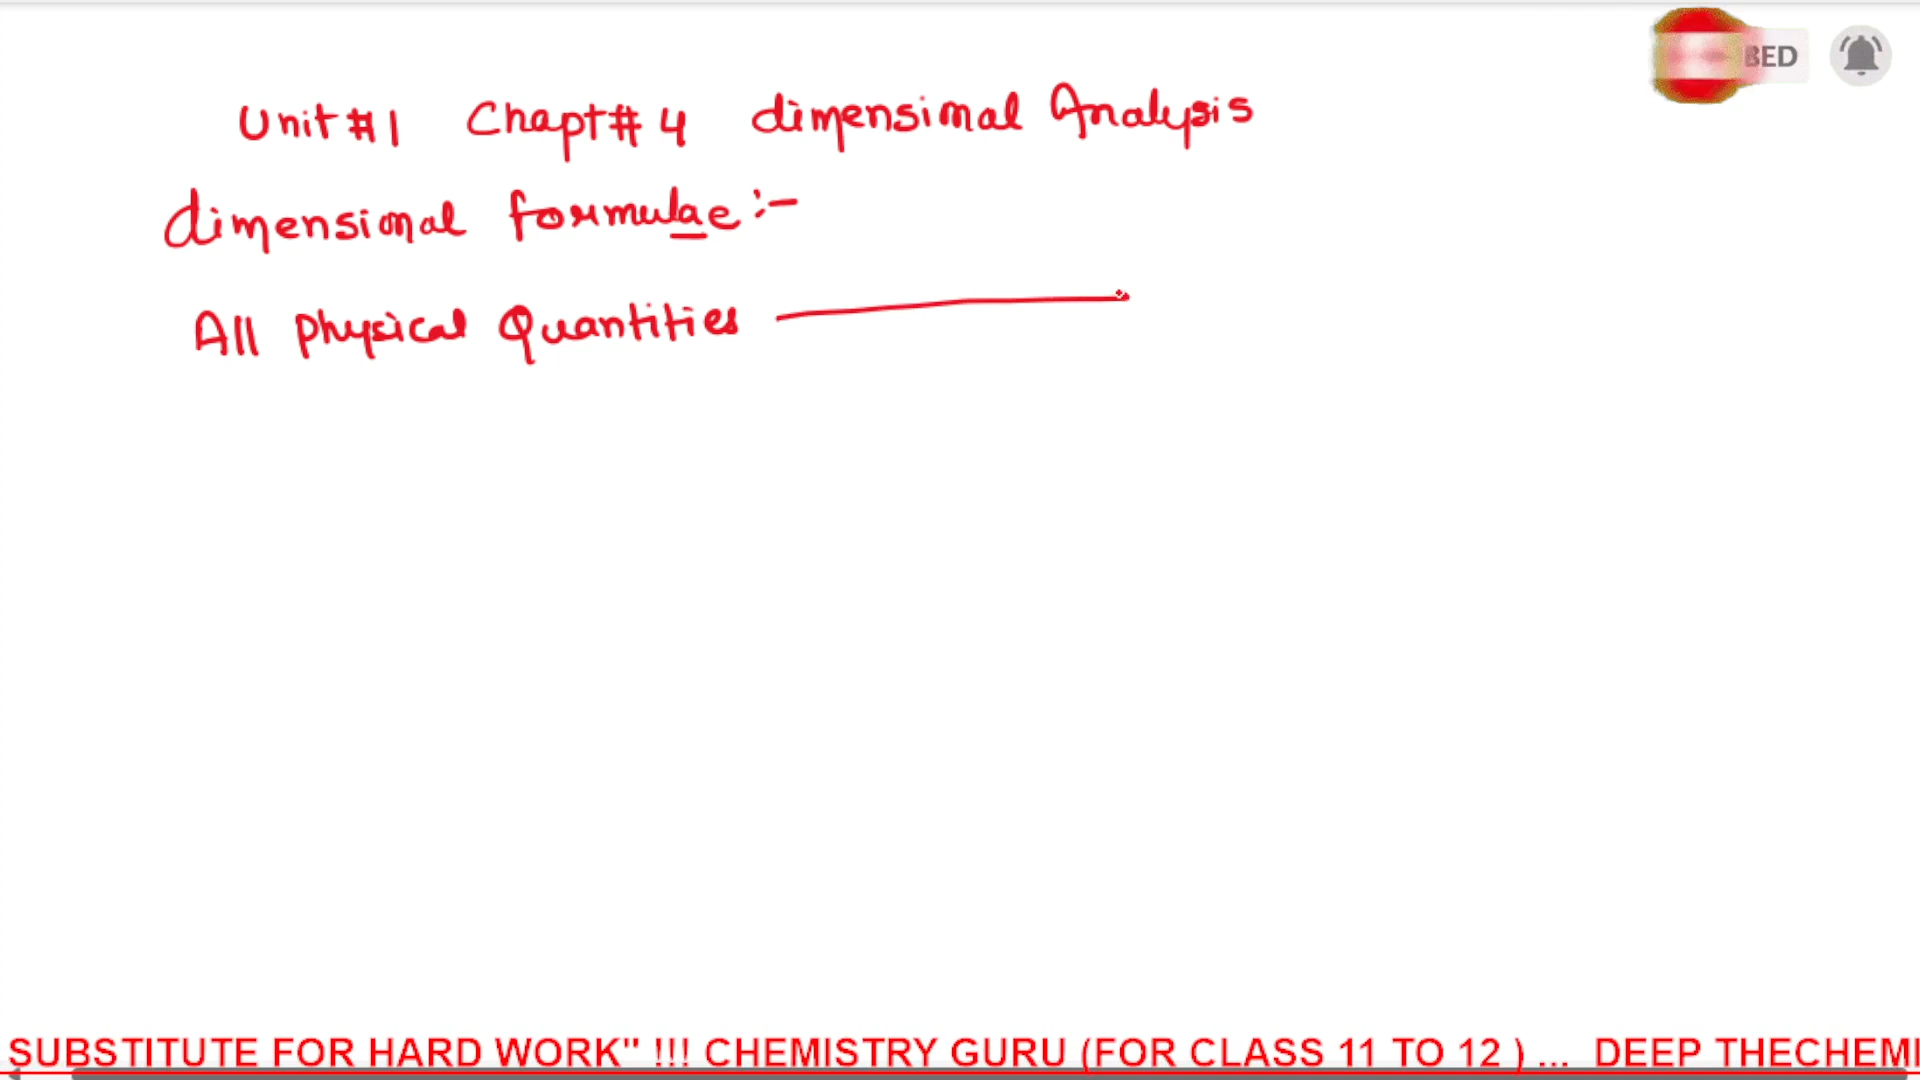 BED
Unit #1 Chapt# 4 dimensional Analysis
dimensional formulae :-
All Physical Quantities
SUBSTITUTE FOR HARD WORK" !!! CHEMISTRY GURU (FOR CLASS 11 TO 12 ) ... DEEP THECHEMI